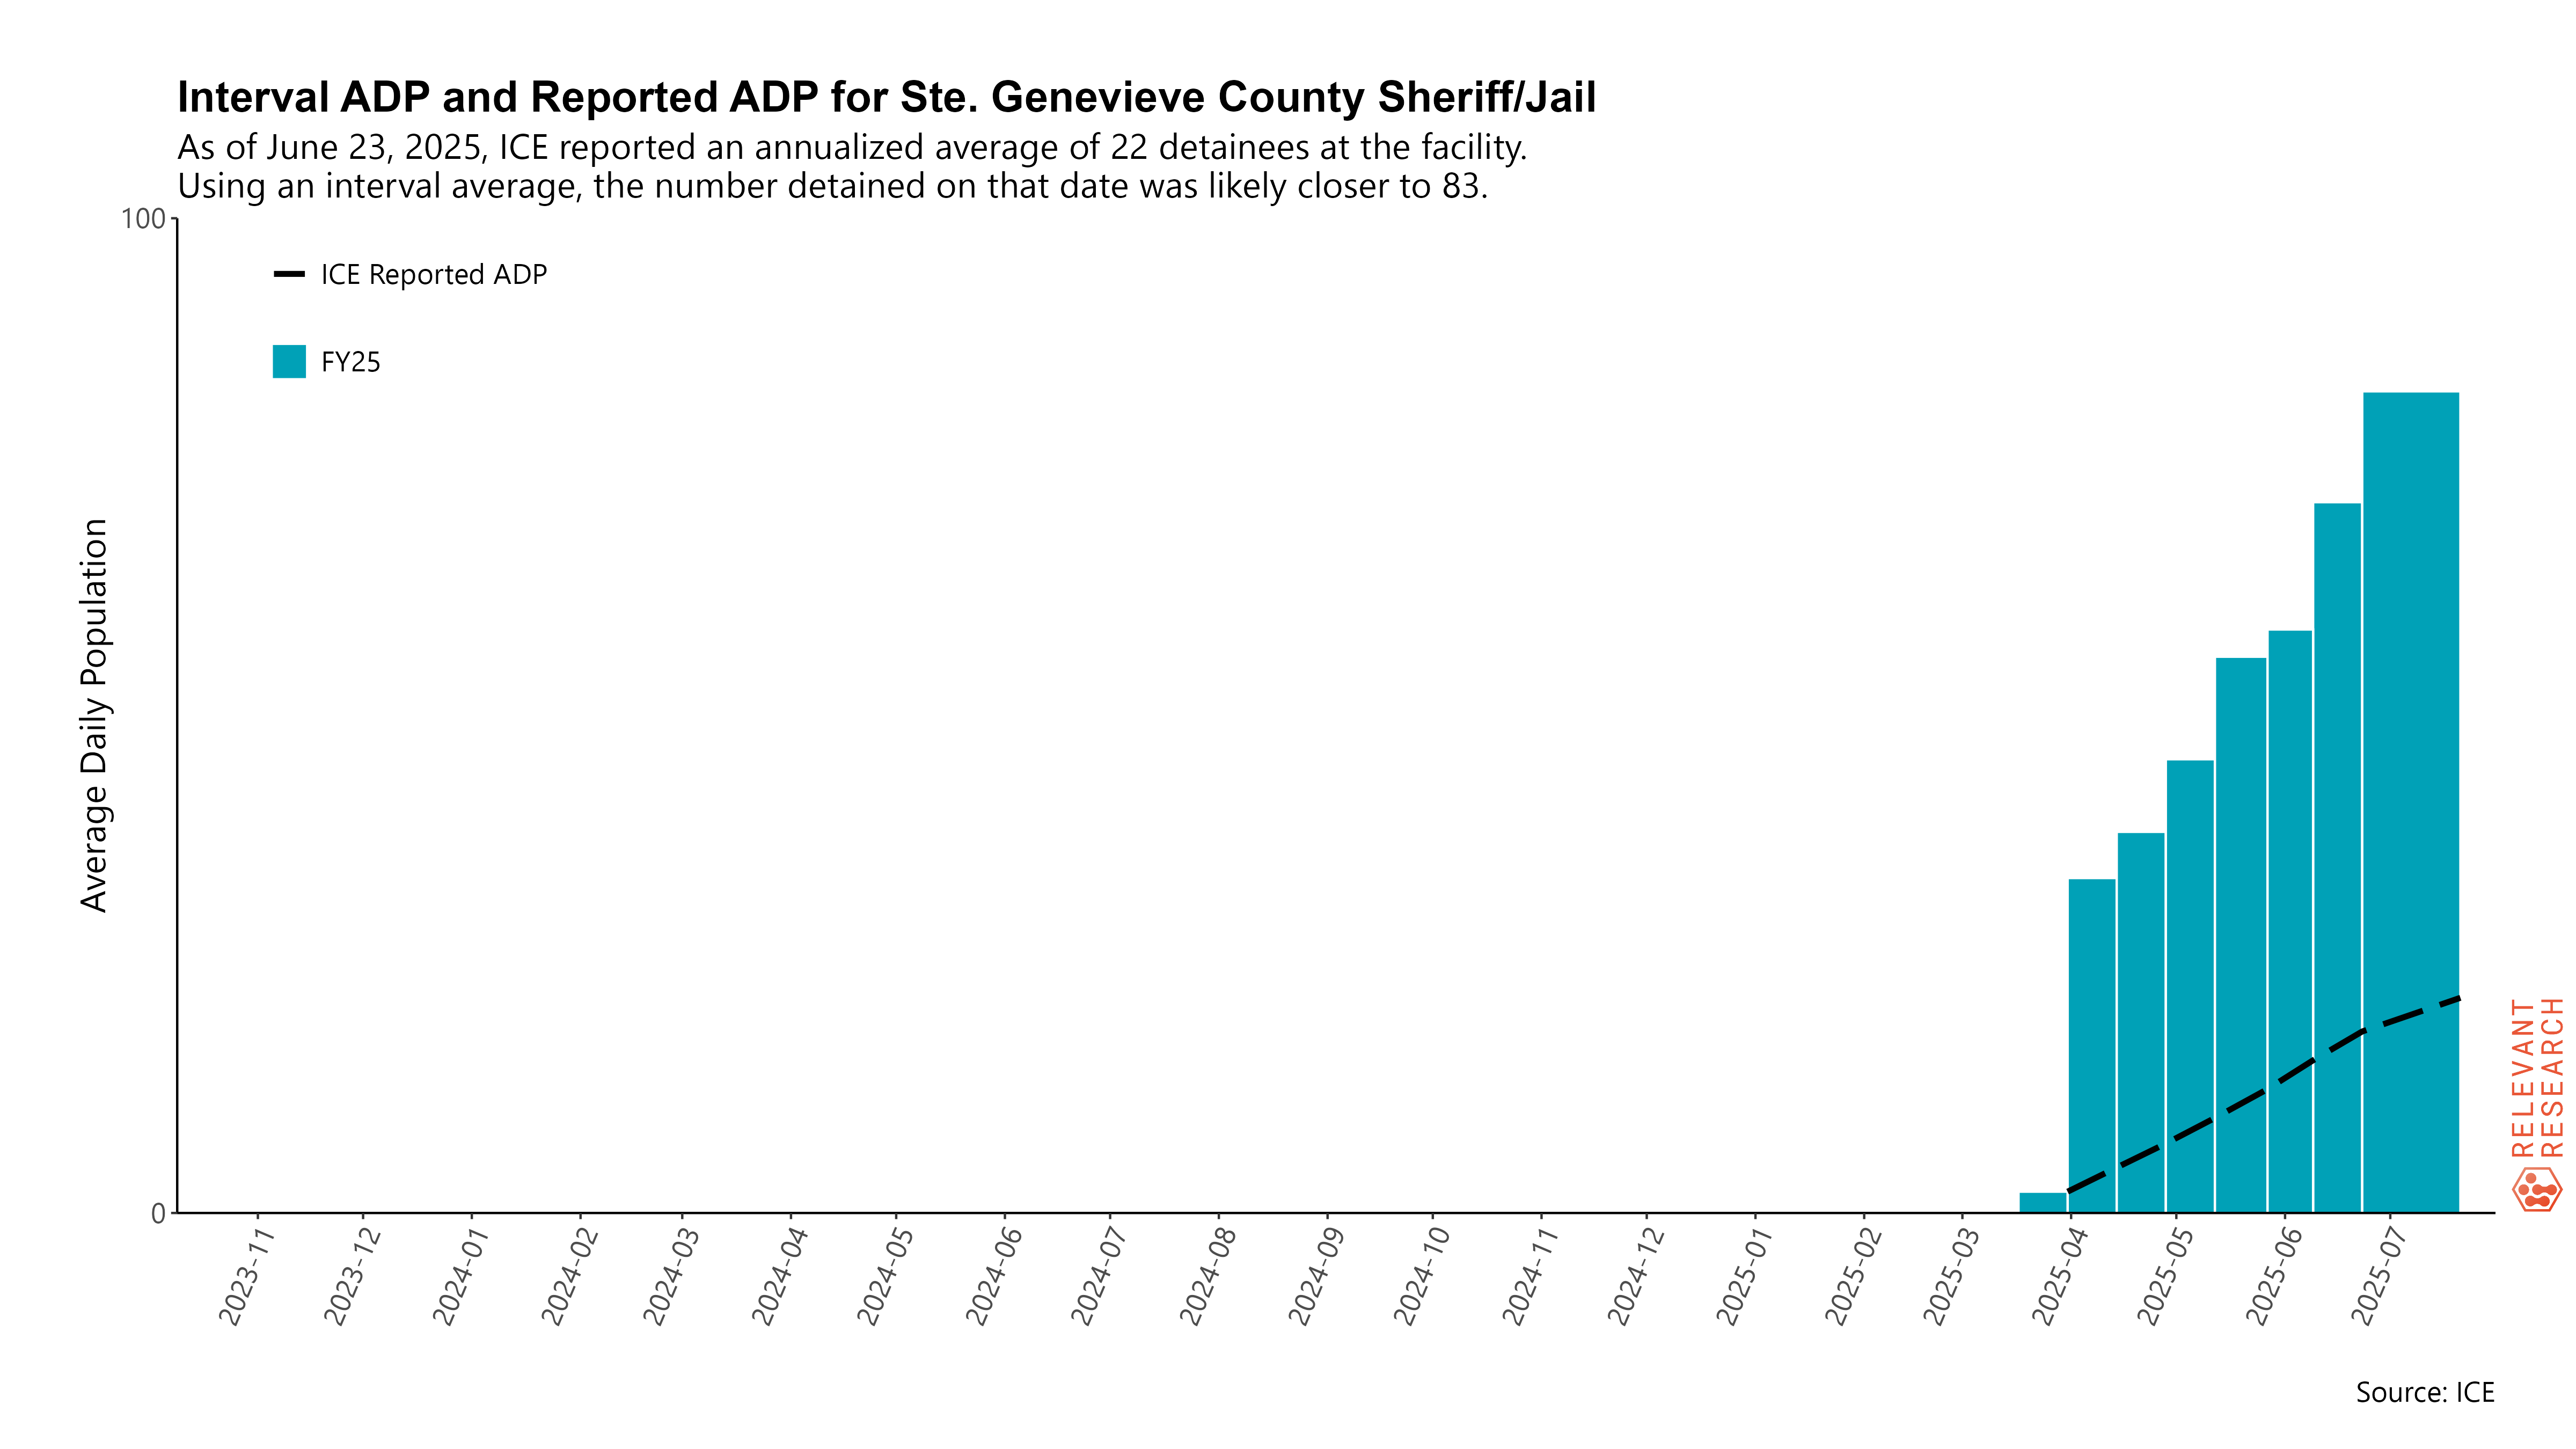 Interval ADP and Reported ADP for Ste. Genevieve County Sheriff/Jail
As of June 23, 2025, ICE reported an annualized average of 22 detainees at the facility.
Using an interval average, the number detained on that date was likely closer to 83.
100
ICE Reported ADP
FY25
Average Daily Population
0
2023-11
2023-12
2024-01
2024-02
2024-03
2024-04
2024-05
2024-06
2024-07
2024-08
2024-09
2024-10
2024-11
2024-12
2025-01
2025-02
2025-03
2025-04
2025-05
2025-06
2025-07
RELEVANT
RESEARCH
Source: ICE